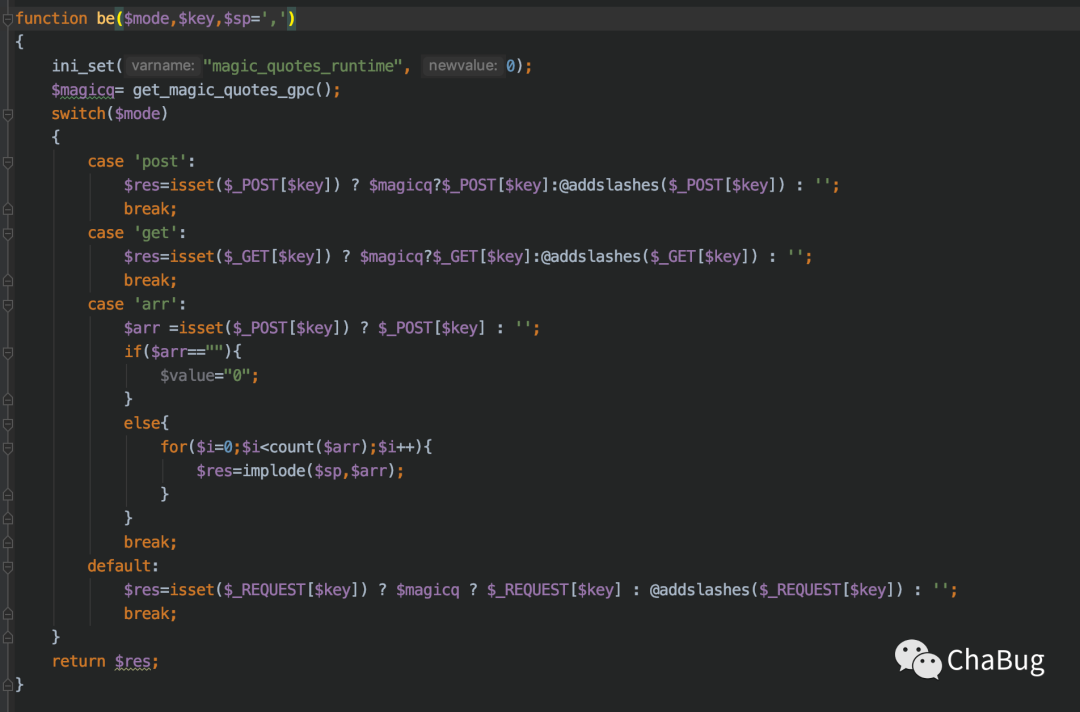 function be($mode,$key,$sp=',')
{
    ini_set( varname: "magic_quotes_runtime", newvalue: 0);
    $magicq= get_magic_quotes_gpc();
    switch($mode)
    {
        case 'post':
            $res=isset($_POST[$key]) ? $magicq?$_POST[$key]:@addslashes($_POST[$key]) : '';
            break;
        case 'get':
            $res=isset($_GET[$key]) ? $magicq?$_GET[$key]:@addslashes($_GET[$key]) : '';
            break;
        case 'arr':
            $arr =isset($_POST[$key]) ? $_POST[$key] : '';
            if($arr==""){
                $value="0";
            }
            else{
                for($i=0;$i<count($arr);$i++){
                    $res=implode($sp,$arr);
                }
            }
            break;
        default:
            $res=isset($_REQUEST[$key]) ? $magicq ? $_REQUEST[$key] : @addslashes($_REQUEST[$key]) : '';
            break;
    }
    return $res;
}
ChaBug